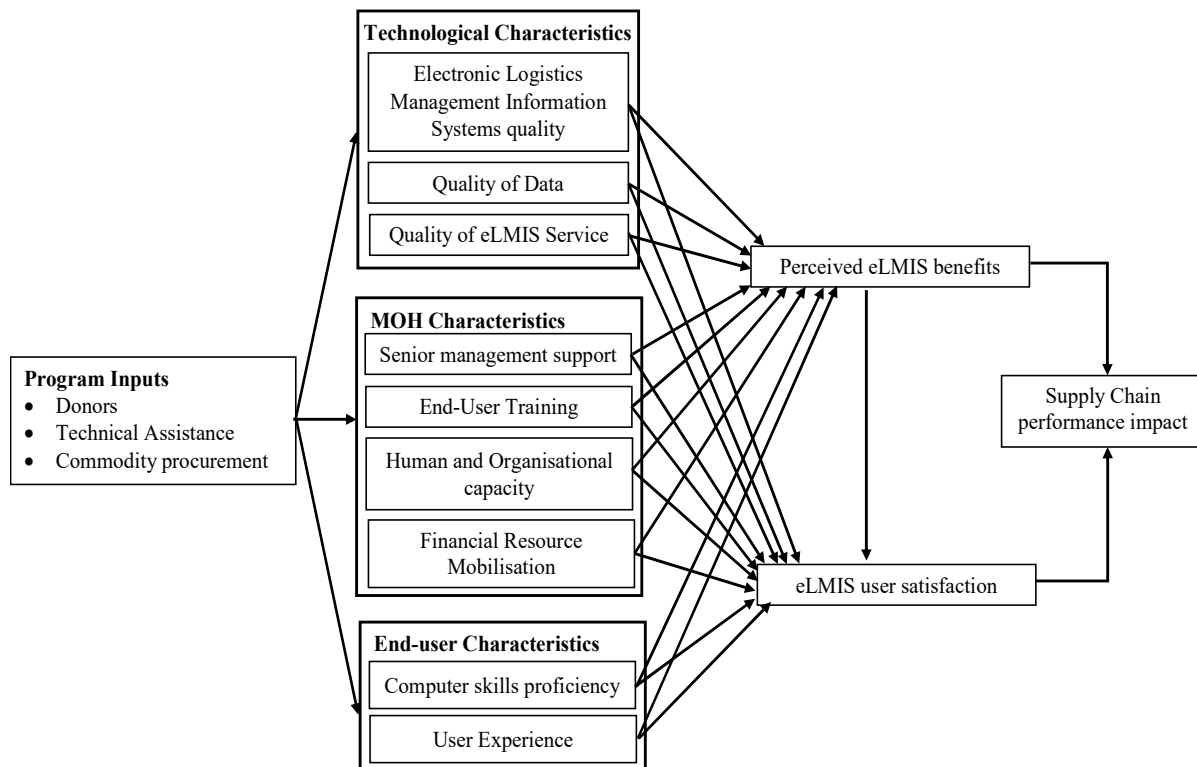 Technological Characteristics
Electronic Logistics
Management Information
Systems quality
Quality of Data
Quality of eLMIS Service
MOH Characteristics
Senior management support
End-User Training
Human and Organisational
capacity
Financial Resource
Mobilisation
End-user Characteristics
Computer skills proficiency
User Experience
Program Inputs
• Donors
• Technical Assistance
• Commodity procurement
Perceived eLMIS benefits
eLMIS user satisfaction
Supply Chain
performance impact